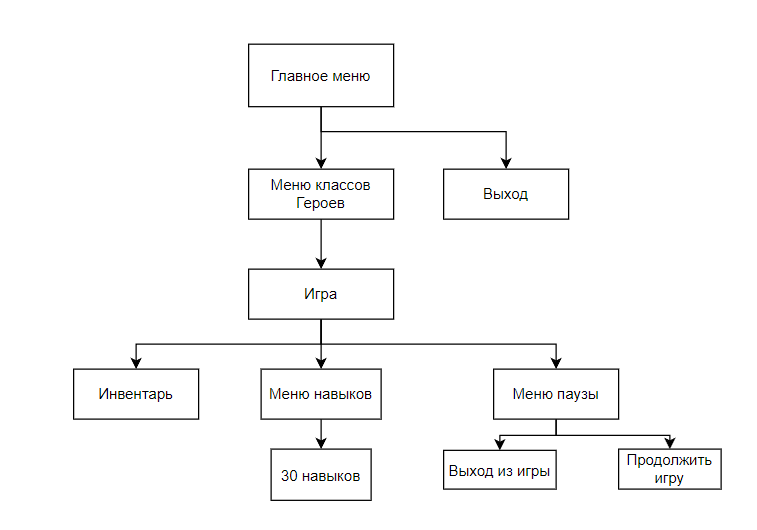 Главное меню
Меню классов
Героев
Выход
Игра
Инвентарь
Меню навыков
Меню паузы
30 навыков
Выход из игры
Продолжить
игру